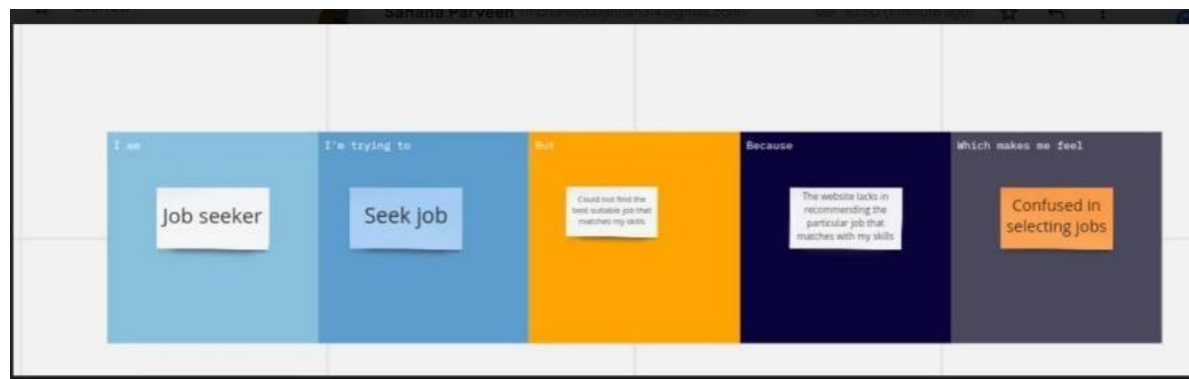 Sahana Parveen
I am
I'm trying to
But
Because
Which makes me feel
Job seeker
Seek job
Could not find the
best suitable job that
matches my skills
The website lacks in
recommending the
particular job that
matches with my skills
Confused in
selecting jobs